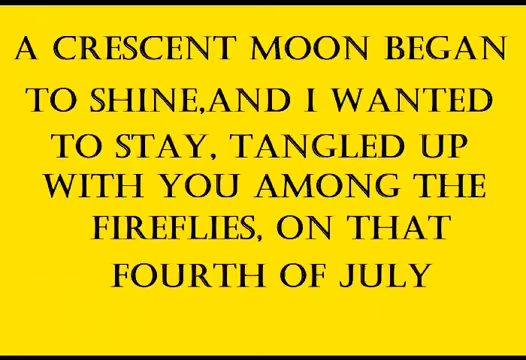 A CRESCENT MOON BEGAN
TO SHINE,AND I WANTED
TO STAY, TANGLED UP
WITH YOU AMONG THE
FIREFLIES, ON THAT
FOURTH OF JULY